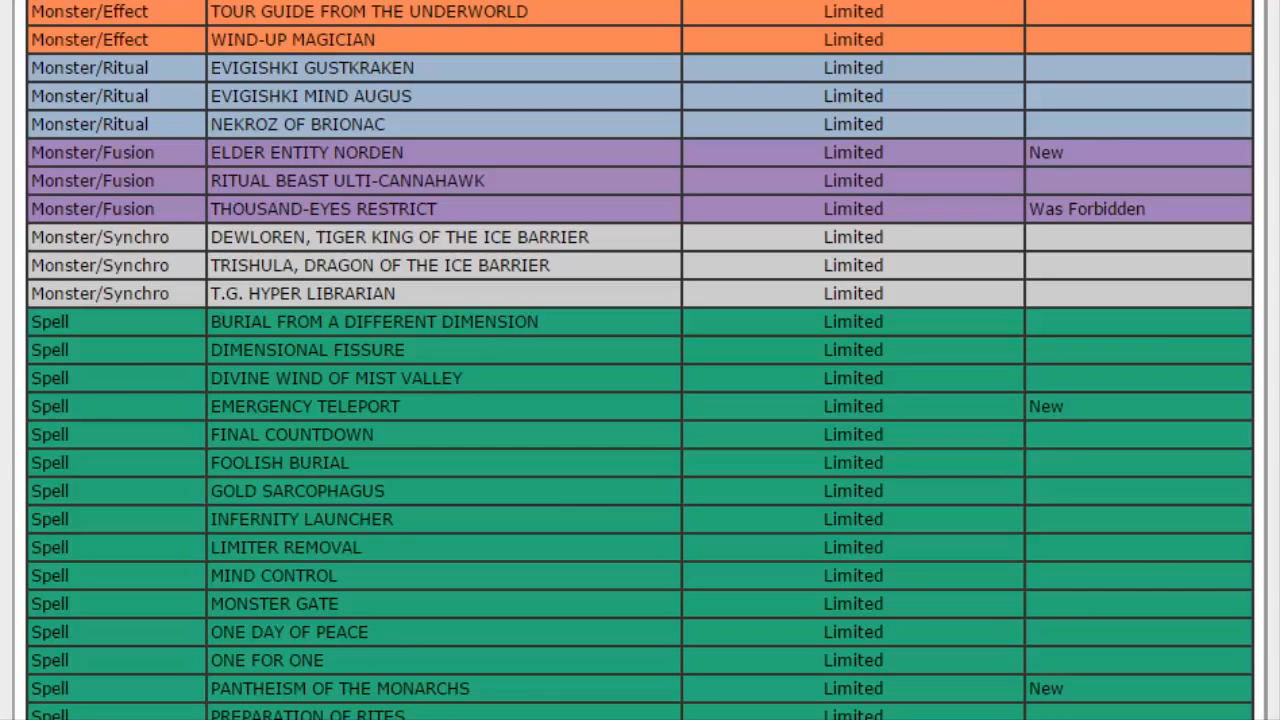 Monster/Effect TOUR GUIDE FROM THE UNDERWORLD Limited
Monster/Effect WIND-UP MAGICIAN Limited
Monster/Ritual EVIGISHKI GUSTKRAKEN Limited
Monster/Ritual EVIGISHKI MIND AUGUS Limited
Monster/Ritual NEKROZ OF BRIONAC Limited
Monster/Fusion ELDER ENTITY NORDEN Limited New
Monster/Fusion RITUAL BEAST ULTI-CANNAHAWK Limited
Monster/Fusion THOUSAND-EYES RESTRICT Limited Was Forbidden
Monster/Synchro DEWLOREN, TIGER KING OF THE ICE BARRIER Limited
Monster/Synchro TRISHULA, DRAGON OF THE ICE BARRIER Limited
Monster/Synchro T.G. HYPER LIBRARIAN Limited
Spell BURIAL FROM A DIFFERENT DIMENSION Limited
Spell DIMENSIONAL FISSURE Limited
Spell DIVINE WIND OF MIST VALLEY Limited
Spell EMERGENCY TELEPORT Limited New
Spell FINAL COUNTDOWN Limited
Spell FOOLISH BURIAL Limited
Spell GOLD SARCOPHAGUS Limited
Spell INFERNITY LAUNCHER Limited
Spell LIMITER REMOVAL Limited
Spell MIND CONTROL Limited
Spell MONSTER GATE Limited
Spell ONE DAY OF PEACE Limited
Spell ONE FOR ONE Limited
Spell PANTHEISM OF THE MONARCHS Limited New
Spell PREPARATION OF RITES Limited